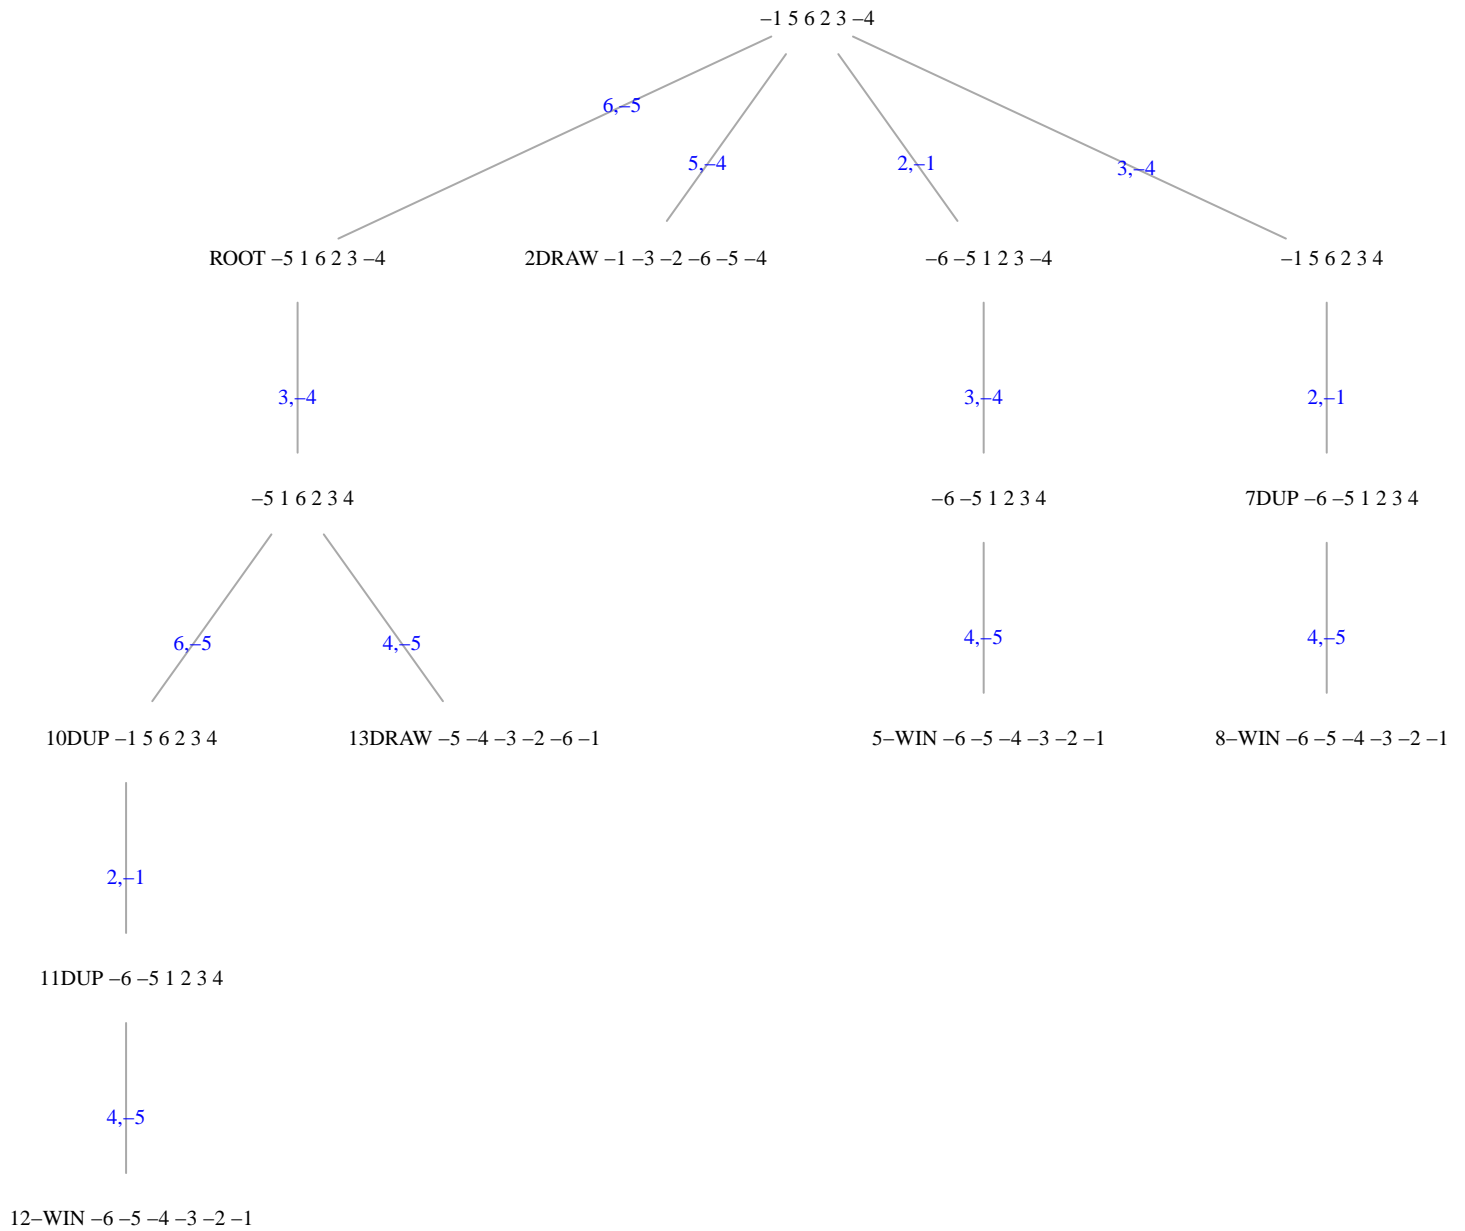 –1 5 6 2 3 –4
6,–5
5,–4
2,–1
3,–4
ROOT –5 1 6 2 3 –4
2DRAW –1 –3 –2 –6 –5 –4
–6 –5 1 2 3 –4
–1 5 6 2 3 4
3,–4
3,–4
2,–1
–5 1 6 2 3 4
–6 –5 1 2 3 4
7DUP –6 –5 1 2 3 4
6,–5
4,–5
4,–5
4,–5
10DUP –1 5 6 2 3 4
13DRAW –5 –4 –3 –2 –6 –1
5–WIN –6 –5 –4 –3 –2 –1
8–WIN –6 –5 –4 –3 –2 –1
2,–1
11DUP –6 –5 1 2 3 4
4,–5
12–WIN –6 –5 –4 –3 –2 –1